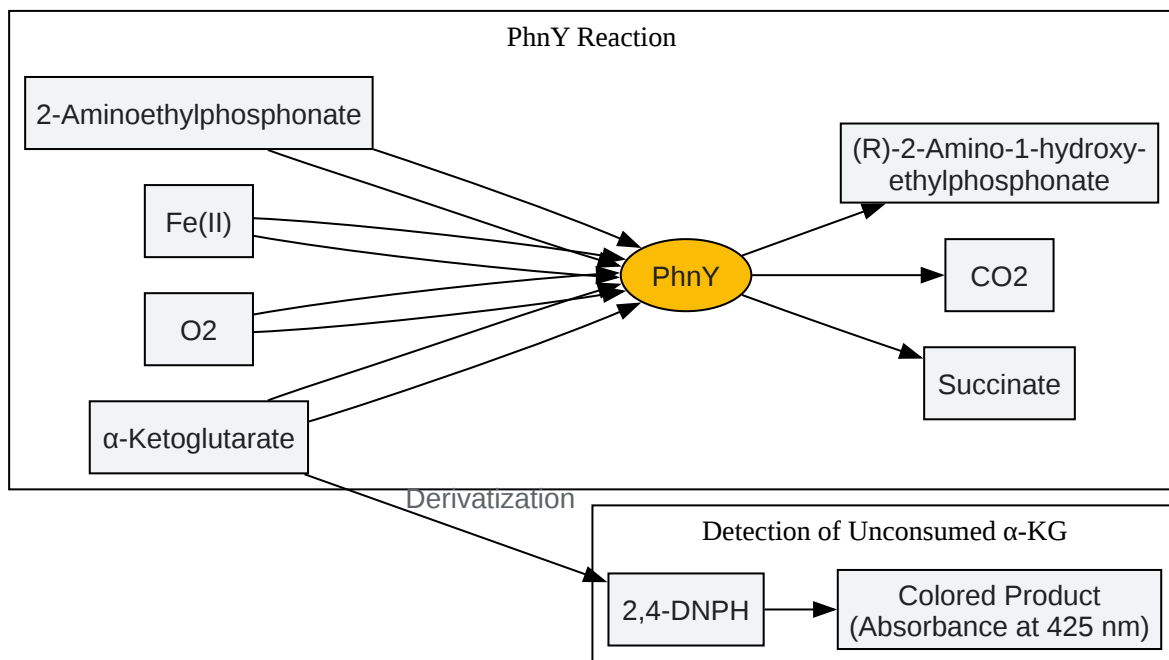 PhnY Reaction
2-Aminoethylphosphonate
Fe(II)
O2
α-Ketoglutarate
PhnY
(R)-2-Amino-1-hydroxy-
ethylphosphonate
CO2
Succinate
Derivatization
Detection of Unconsumed α-KG
2,4-DNPH
Colored Product
(Absorbance at 425 nm)